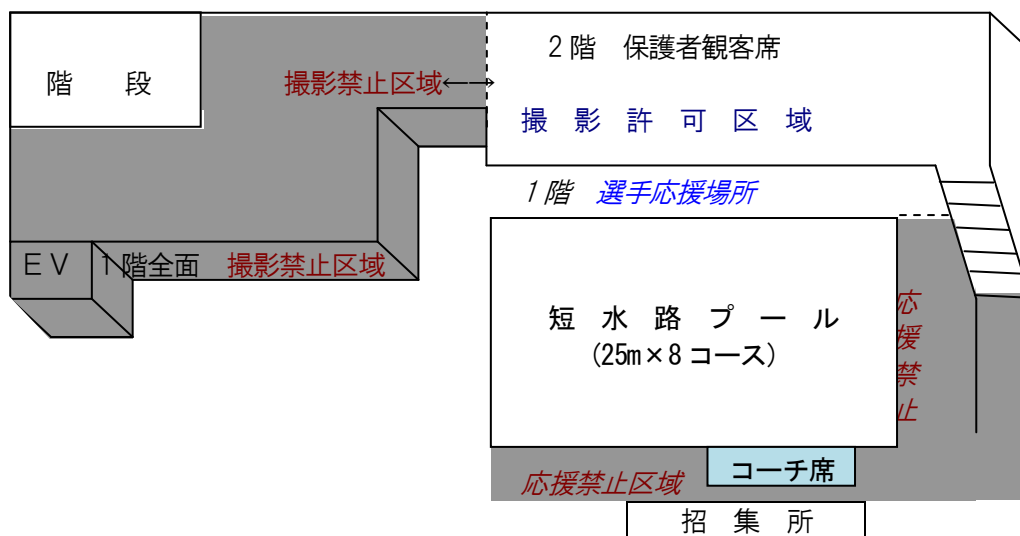 2階 保護者観客席
階 段
撮影禁止区域←→
撮 影 許 可 区 域
1階 選手応援場所
EV
1階全面 撮影禁止区域
短 水 路 プ ー ル
(25m×8コース)
応援禁止
コーチ席
応援禁止区域
招 集 所